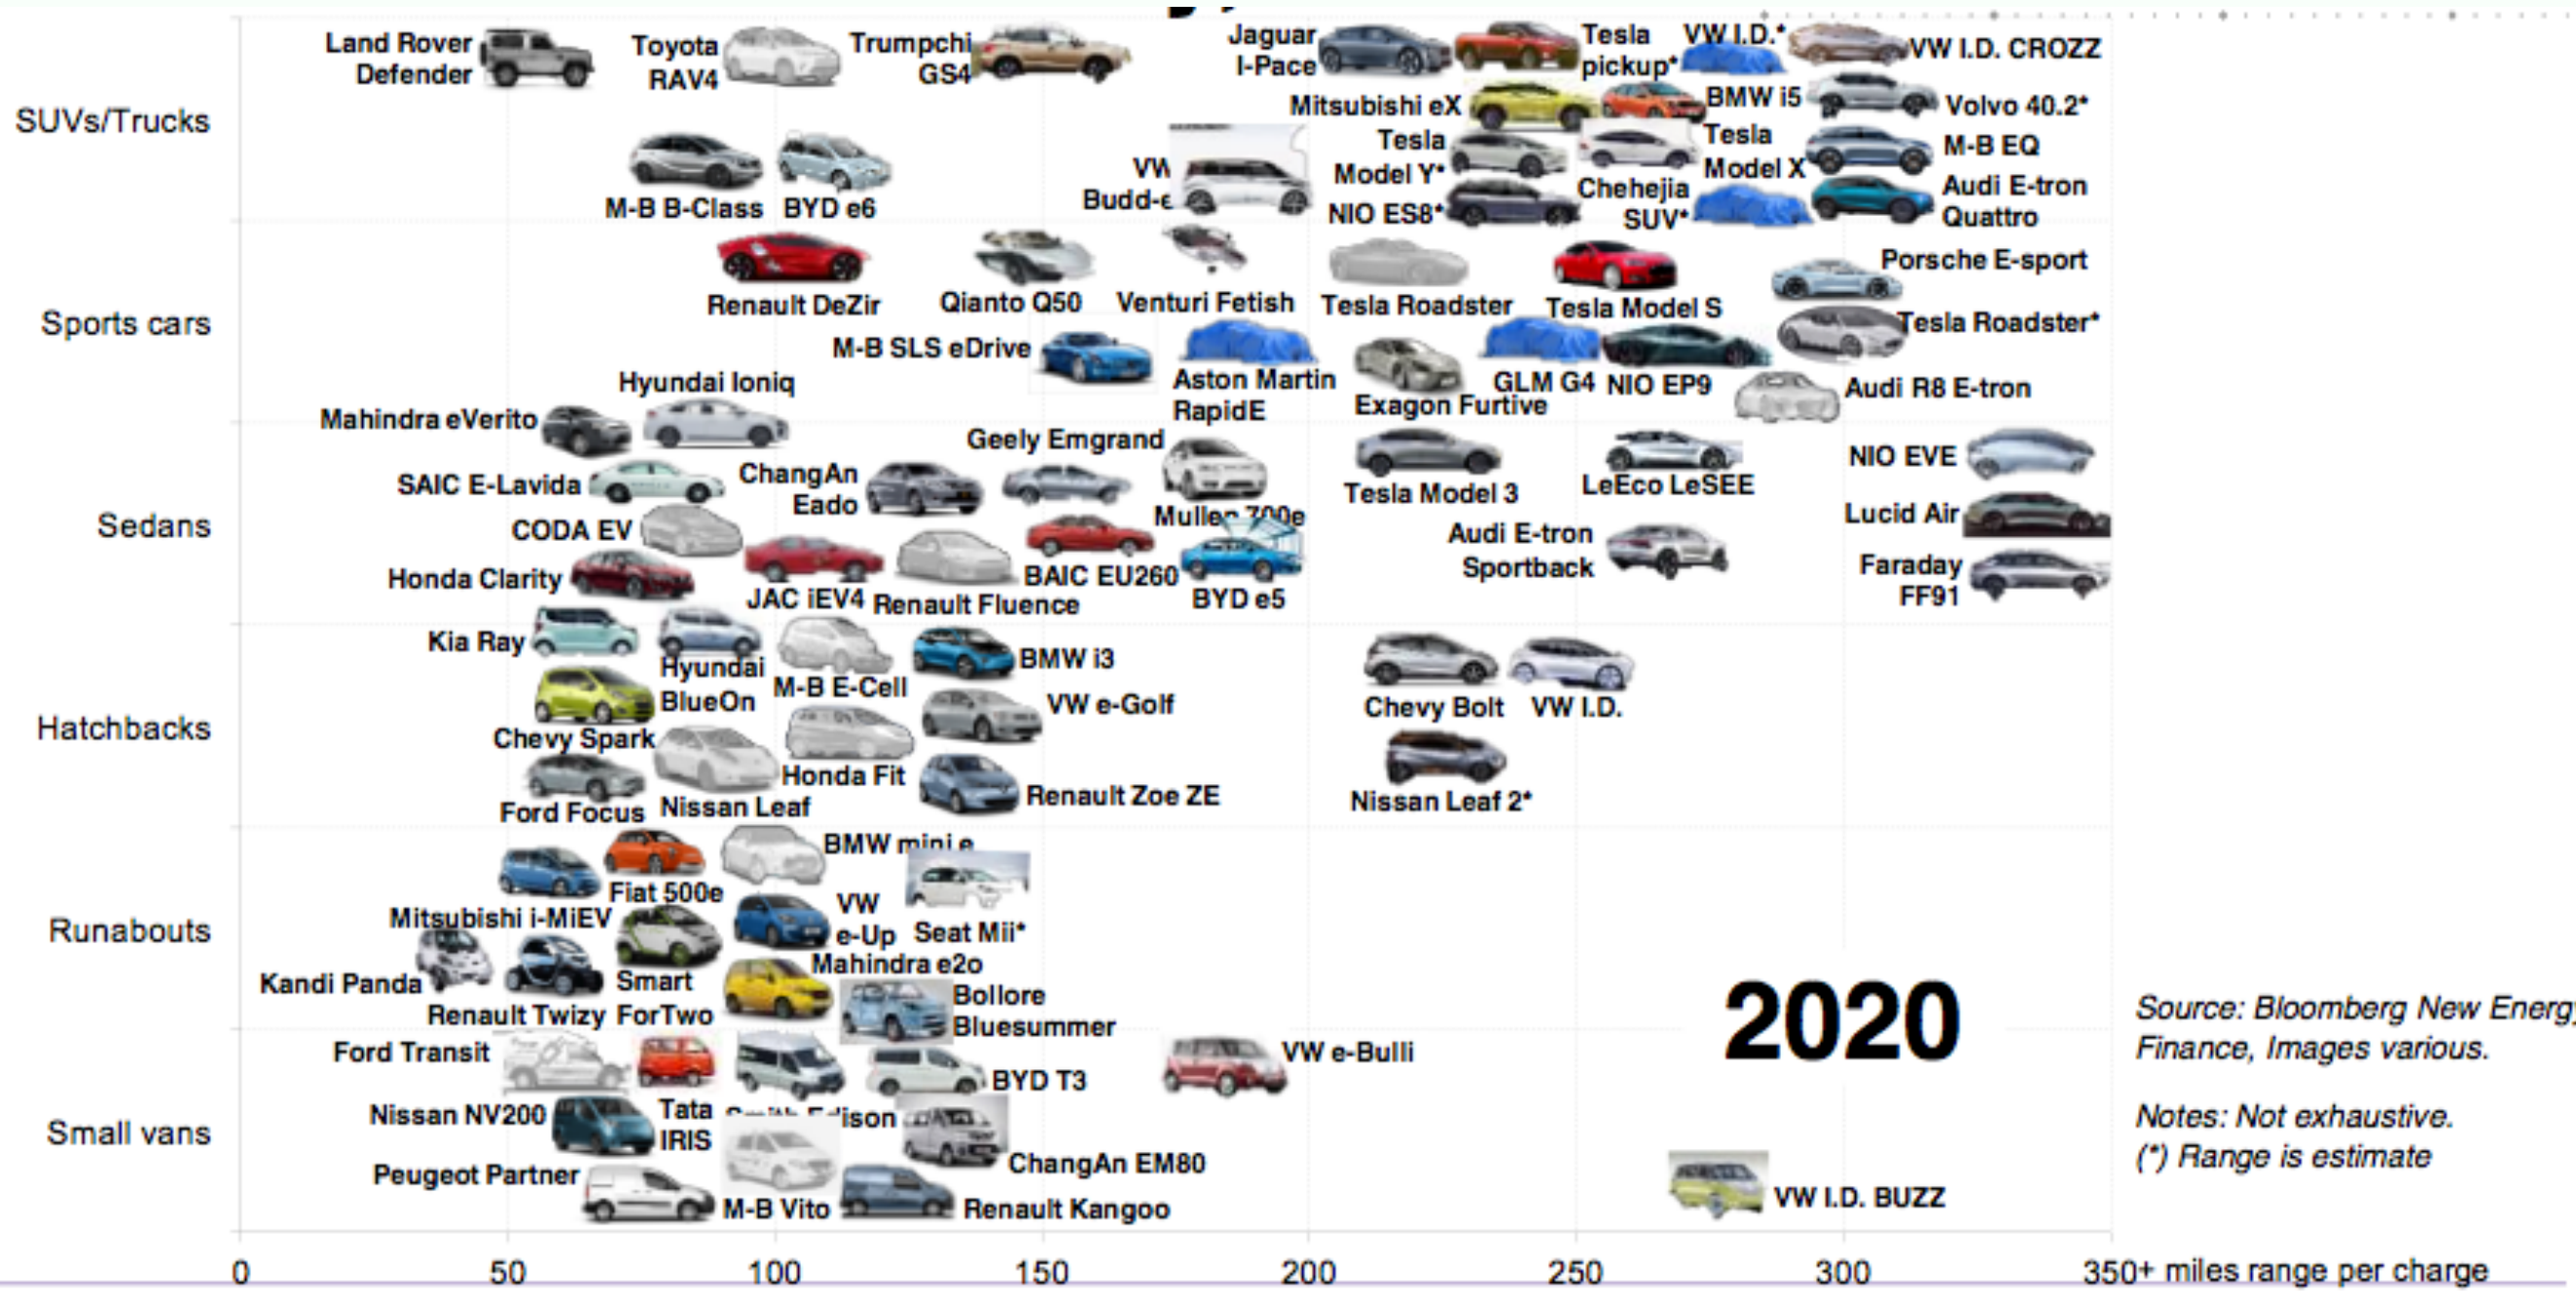 Land Rover
Defender
Toyota
RAV4
Trumpchi
GS4
Jaguar
I-Pace
Tesla
pickup*
VW I.D.*
VW I.D. CROZZ
Mitsubishi eX
BMW i5
Volvo 40.2*
SUVs/Trucks
Tesla
Model Y*
Tesla
Model X
M-B EQ
VW
Budd-e
M-B B-Class
BYD e6
NIO ES8*
Chehejia
SUV*
Audi E-tron
Quattro
Sports cars
Renault DeZir
Qianto Q50
Venturi Fetish
Tesla Roadster
Tesla Model S
Porsche E-sport
Tesla Roadster*
M-B SLS eDrive
Aston Martin
RapidE
Exagon Furtive
GLM G4
NIO EP9
Audi R8 E-tron
Hyundai Ioniq
Mahindra eVerito
Geely Emgrand
SAIC E-Lavida
ChangAn
Eado
Tesla Model 3
LeEco LeSEE
NIO EVE
Mullen 700e
Sedans
CODA EV
Lucid Air
Audi E-tron
Sportback
Honda Clarity
JAC iEV4
Renault Fluence
BAIC EU260
BYD e5
Faraday
FF91
Kia Ray
Hyundai
BlueOn
M-B E-Cell
BMW i3
VW e-Golf
Chevy Bolt
VW I.D.
Hatchbacks
Chevy Spark
Honda Fit
Ford Focus
Nissan Leaf
Renault Zoe ZE
Nissan Leaf 2*
BMW mini e
Fiat 500e
Mitsubishi i-MiEV
VW
e-Up
Seat Mii*
Runabouts
Mahindra e2o
Kandi Panda
Renault Twizy
Smart
ForTwo
Bollore
Bluesummer
2020
Ford Transit
BYD T3
VW e-Bulli
Nissan NV200
Tata
IRIS
Smith Edison
Small vans
ChangAn EM80
Peugeot Partner
M-B Vito
Renault Kangoo
VW I.D. BUZZ
Source: Bloomberg New Energy
Finance, Images various.
Notes: Not exhaustive.
(*) Range is estimate
0 50 100 150 200 250 300 350+ miles range per charge